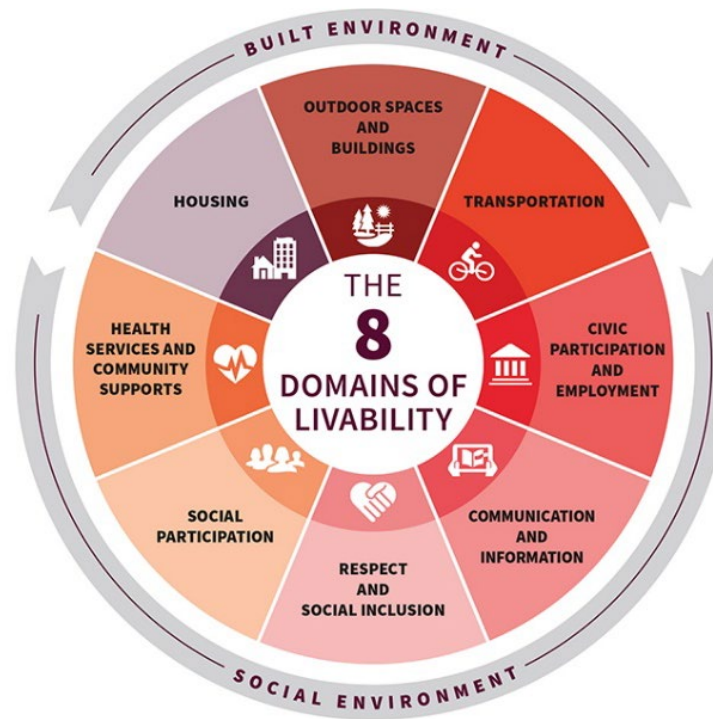 BUILT ENVIRONMENT
OUTDOOR SPACES
AND
BUILDINGS
HOUSING
TRANSPORTATION
THE
8
DOMAINS OF
LIVABILITY
HEALTH
SERVICES AND
COMMUNITY
SUPPORTS
CIVIC
PARTICIPATION
AND
EMPLOYMENT
SOCIAL
PARTICIPATION
COMMUNICATION
AND
INFORMATION
RESPECT
AND
SOCIAL INCLUSION
SOCIAL ENVIRONMENT